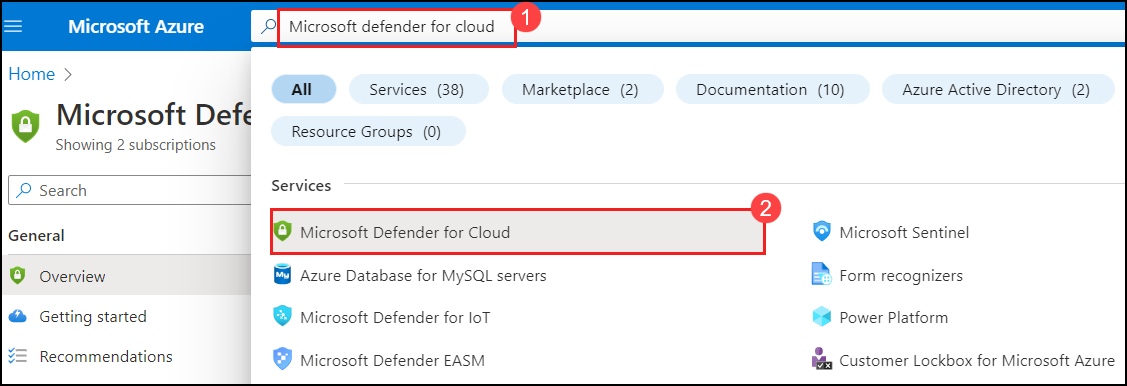 Microsoft Azure
Microsoft defender for cloud
1
Home
Microsoft Defe
Showing 2 subscriptions
Search
General
Overview
Getting started
Recommendations
All
Services (38)
Marketplace (2)
Documentation (10)
Azure Active Directory (2)
Resource Groups (0)
Services
2
Microsoft Defender for Cloud
Microsoft Sentinel
Azure Database for MySQL servers
Form recognizers
Microsoft Defender for IoT
Power Platform
Microsoft Defender EASM
Customer Lockbox for Microsoft Azure